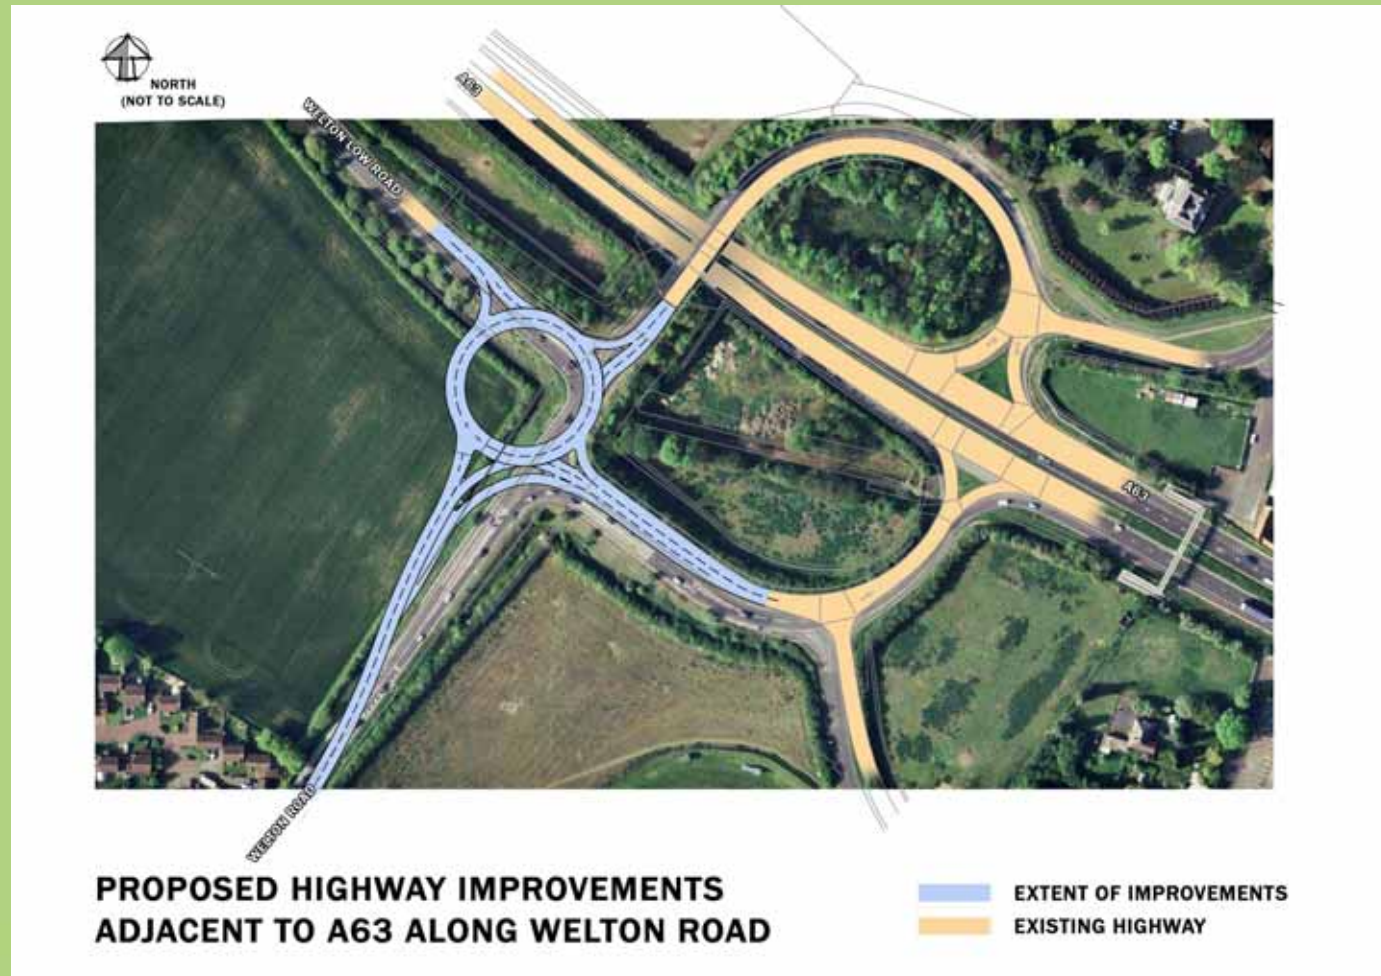 NORTH
(NOT TO SCALE)
A63
WELTON LOW ROAD
A63
WELTON ROAD
PROPOSED HIGHWAY IMPROVEMENTS
ADJACENT TO A63 ALONG WELTON ROAD
EXTENT OF IMPROVEMENTS
EXISTING HIGHWAY